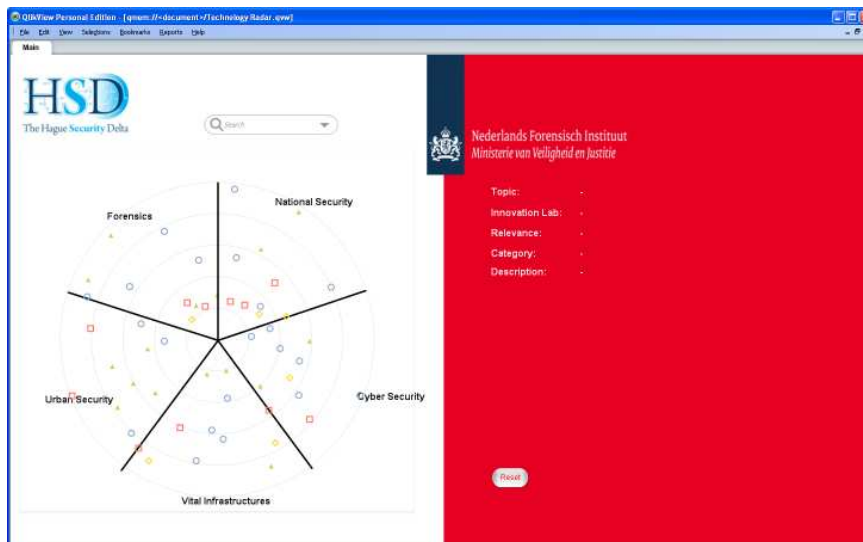 QlikView Personal Edition - [qmem://<document>/Technology Radar.qvw]
File Edit View Selections Bookmarks Reports Help
Main
HSD
The Hague Security Delta
Search
Nederlands Forensisch Instituut
Ministerie van Veiligheid en Justitie
Topic: -
Innovation Lab: -
Relevance: -
Category: -
Description: -
Forensics
National Security
Urban Security
Cyber Security
Vital Infrastructures
Reset